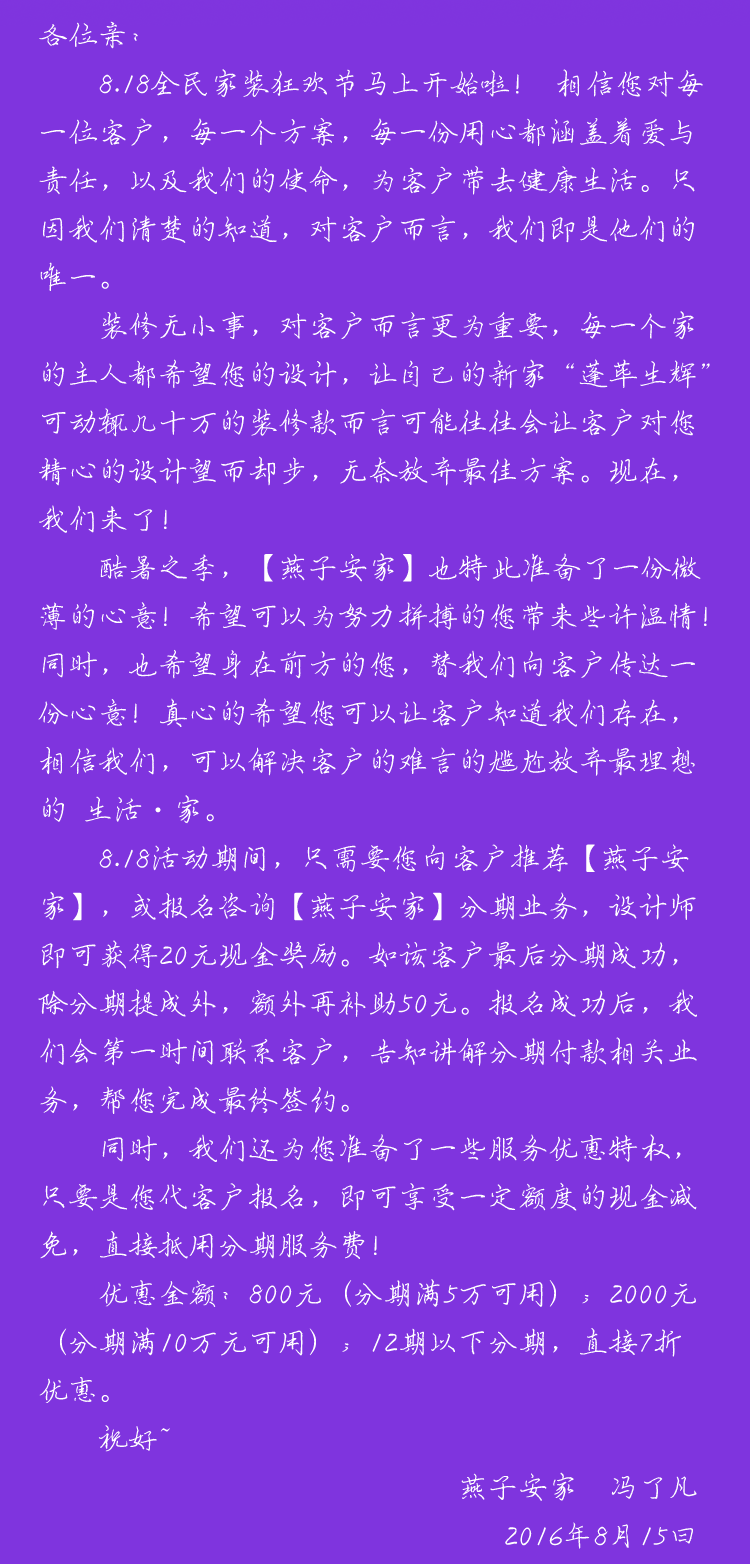 各位亲：
8.18全民家装狂欢节马上开始啦！ 相信您对每
一位客户，每一个方案，每一份用心都涵盖着爱与
责任，以及我们的使命，为客户带去健康生活。只
因我们清楚的知道，对客户而言，我们即是他们的
唯一。
装修无小事，对客户而言更为重要，每一个家
的主人都希望您的设计，让自己的新家“蓬荜生辉”
可动辄几十万的装修款而言可能往往会让客户对您
精心的设计望而却步，无奈放弃最佳方案。现在，
我们来了！
酷暑之季，【燕子安家】也特此准备了一份微
薄的心意！希望可以为努力拼搏的您带来些许温情！
同时，也希望身在前方的您，替我们向客户传达一
份心意！真心的希望您可以让客户知道我们存在，
相信我们，可以解决客户的难言的尴尬放弃最理想
的 生活·家。
8.18活动期间，只需要您向客户推荐【燕子安
家】，或报名咨询【燕子安家】分期业务，设计师
即可获得20元现金奖励。如该客户最后分期成功，
除分期提成外，额外再补助50元。报名成功后，我
们会第一时间联系客户，告知讲解分期付款相关业
务，帮您完成最终签约。
同时，我们还为您准备了一些服务优惠特权，
只要是您代客户报名，即可享受一定额度的现金减
免，直接抵用分期服务费！
优惠金额：800元（分期满5万可用）；2000元
（分期满10万元可用）；12期以下分期，直接7折
优惠。
祝好~
燕子安家 冯了凡
2016年8月15日